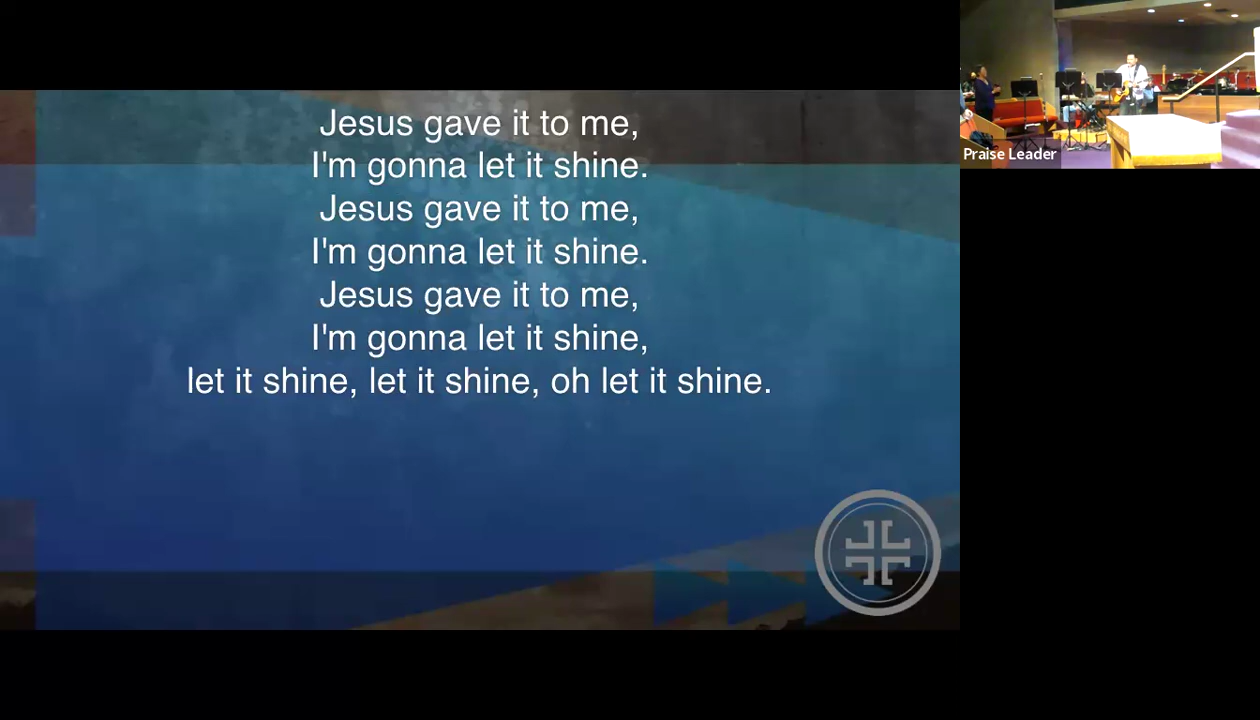 Jesus gave it to me,
I'm gonna let it shine.
Jesus gave it to me,
I'm gonna let it shine.
Jesus gave it to me,
I'm gonna let it shine,
let it shine, let it shine, oh let it shine.
Praise Leader